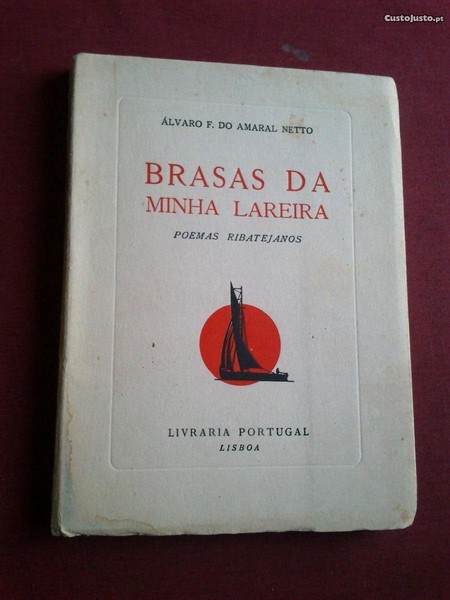 CustoJusto.pt
ÁLVARO F. DO AMARAL NETTO
BRASAS DA
MINHA LAREIRA
POEMAS RIBATEJANOS
LIVRARIA PORTUGAL
LISBOA